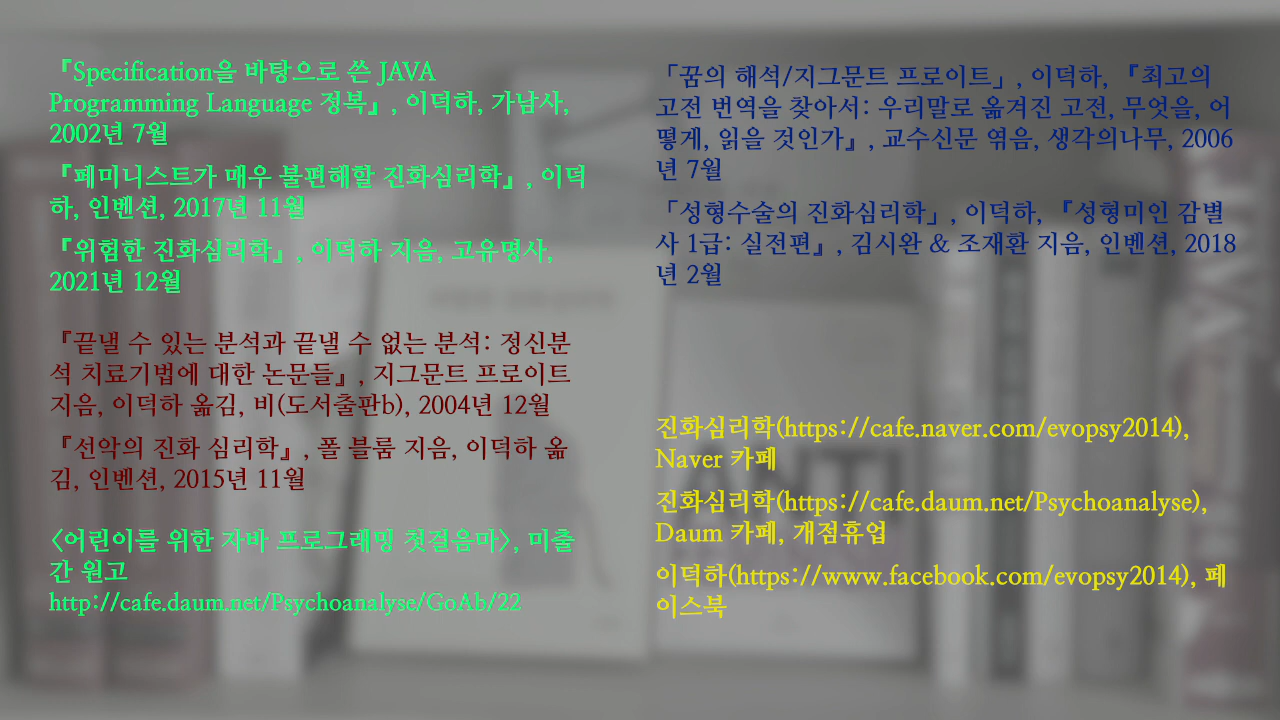 『Specification을 바탕으로 쓴 JAVA
Programming Language 정복』, 이덕하, 가남사,
2002년 7월
『페미니스트가 매우 불편해할 진화심리학』, 이덕
하, 인벤션, 2017년 11월
『위험한 진화심리학』, 이덕하 지음, 고유명사,
2021년 12월
『끝낼 수 있는 분석과 끝낼 수 없는 분석: 정신분
석 치료기법에 대한 논문들』, 지그문트 프로이트
지음, 이덕하 옮김, 비(도서출판b), 2004년 12월
『선악의 진화 심리학』, 폴 블룸 지음, 이덕하 옮
김, 인벤션, 2015년 11월
<어린이를 위한 자바 프로그래밍 첫걸음마>, 미출
간 원고
http://cafe.daum.net/Psychoanalyse/GoAb/22
「꿈의 해석/지그문트 프로이트」, 이덕하, 『최고의
고전 번역을 찾아서: 우리말로 옮겨진 고전, 무엇을, 어
떻게, 읽을 것인가』, 교수신문 엮음, 생각의나무, 2006
년 7월
「성형수술의 진화심리학」, 이덕하, 『성형미인 감별
사 1급: 실전편』, 김시완 & 조재환 지음, 인벤션, 2018
년 2월
진화심리학(https://cafe.naver.com/evopsy2014),
Naver 카페
진화심리학(https://cafe.daum.net/Psychoanalyse),
Daum 카페, 개점휴업
이덕하(https://www.facebook.com/evopsy2014), 페
이스북